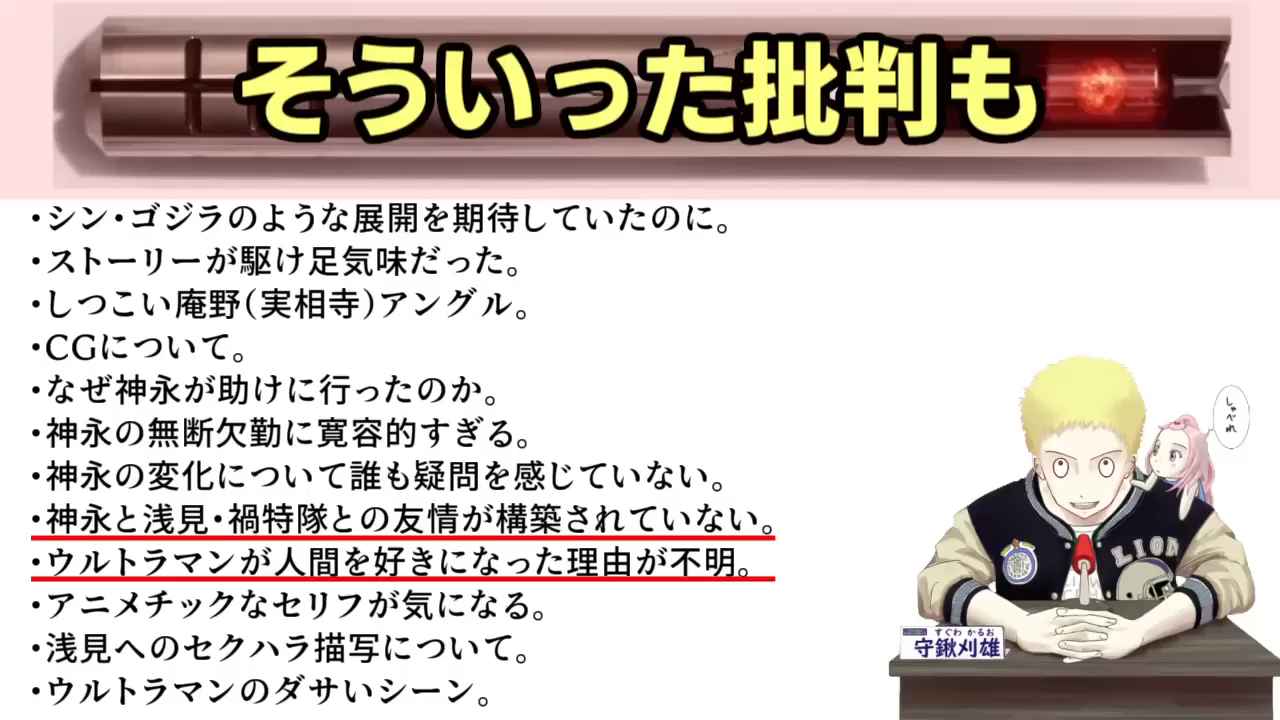 そういった批判も
・シン・ゴジラのような展開を期待していたのに。
・ストーリーが駆け足気味だった。
・しつこい庵野(実相寺)アングル。
・CGについて。
・なぜ神永が助けに行ったのか。
・神永の無断欠勤に寛容的すぎる。
・神永の変化について誰も疑問を感じていない。
・神永と浅見・禍特隊との友情が構築されていない。
・ウルトラマンが人間を好きになった理由が不明。
・アニメチックなセリフが気になる。
・浅見へのセクハラ描写について。
・ウルトラマンのダサいシーン。
しゃべれ
LION
すぐわ かるお
守鍬刈雄